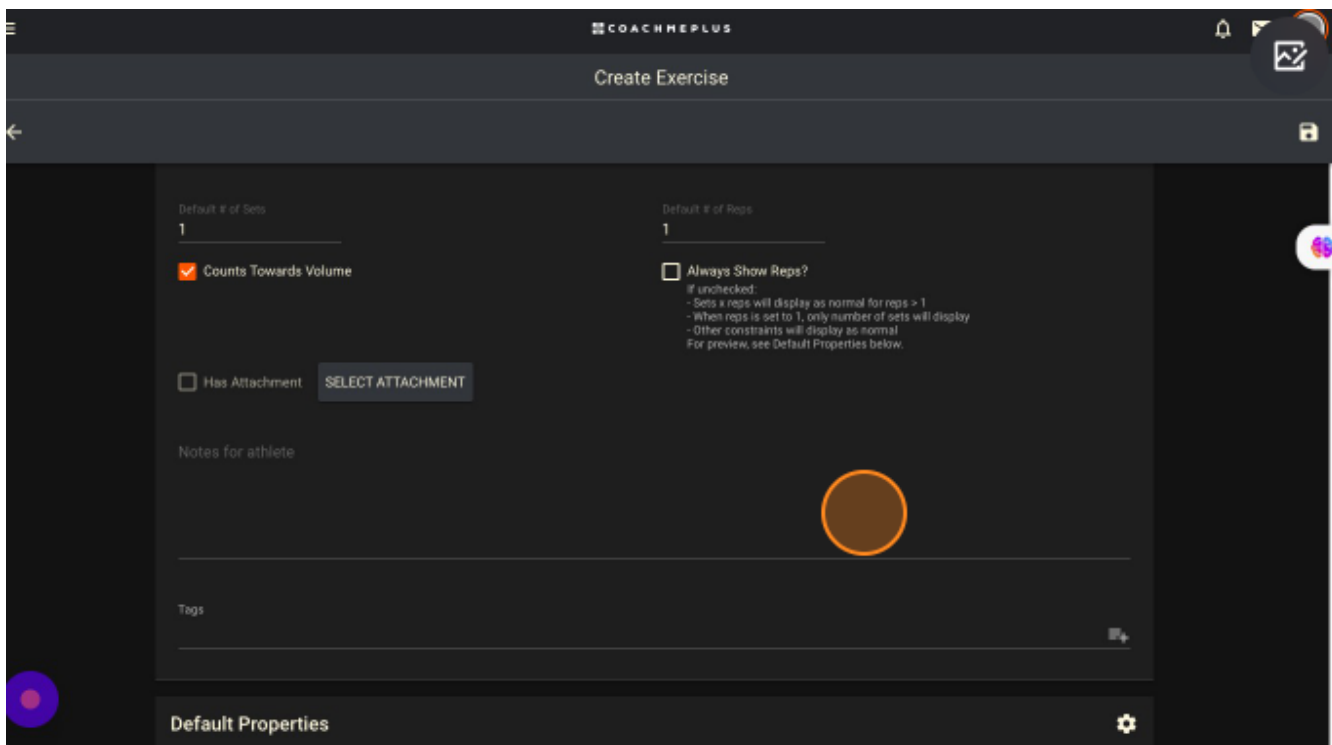 COACHMEPLUS
Create Exercise
Default # of Sets
1
Default # of Reps
1
Counts Towards Volume
Always Show Reps?
If unchecked:
- Sets x reps will display as normal for reps > 1
- When reps is set to 1, only number of sets will display
- Other constraints will display as normal
For preview, see Default Properties below.
Has Attachment
SELECT ATTACHMENT
Notes for athlete
Tags
Default Properties